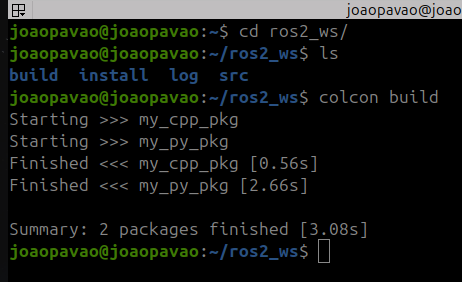 joaopavao@joao
joaopavao@joaopavao:~$ cd ros2_ws/
joaopavao@joaopavao:~/ros2_ws$ ls
build install log src
joaopavao@joaopavao:~/ros2_ws$ colcon build
Starting >>> my_cpp_pkg
Starting >>> my_py_pkg
Finished <<< my_cpp_pkg [0.56s]
Finished <<< my_py_pkg [2.66s]
Summary: 2 packages finished [3.08s]
joaopavao@joaopavao:~/ros2_ws$